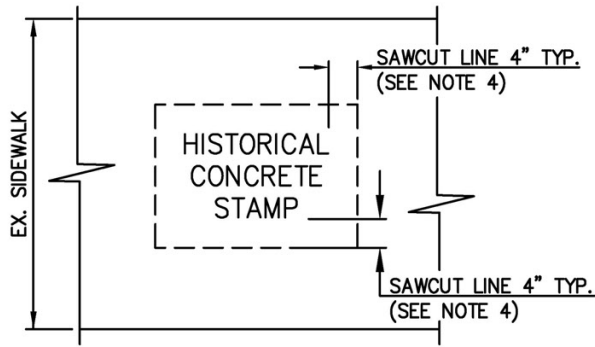 SAWCUT LINE 4" TYP.
(SEE NOTE 4)
EX. SIDEWALK
HISTORICAL
CONCRETE
STAMP
SAWCUT LINE 4" TYP.
(SEE NOTE 4)